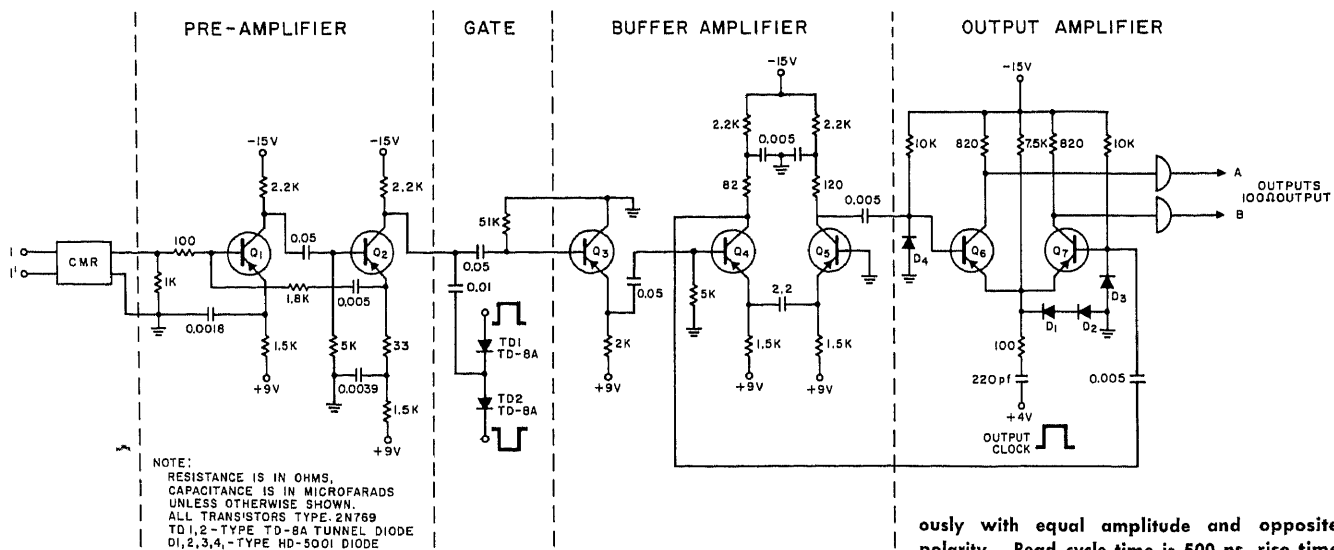 PRE-AMPLIFIER
GATE
BUFFER AMPLIFIER
OUTPUT AMPLIFIER
-15V
-15V
-15V
-15V
2.2K
2.2K
2.2K
2.2K
0.005
82
120
10K
820
7.5K
820
10K
A
OUTPUTS
100Ω OUTPUT
B
I
I'
CMR
100
1K
Q1
0.05
Q2
1.8K
0.005
0.0018
1.5K
+9V
5K
33
0.0039
1.5K
+9V
0.05
0.01
51K
TD1
TD-8A
TD2
TD-8A
Q3
0.05
2K
+9V
5K
Q4
Q5
2.2
1.5K
1.5K
+9V
+9V
0.005
D4
Q6
Q7
D3
D1
D2
100
220pf
+4V
0.005
OUTPUT
CLOCK
NOTE:
RESISTANCE IS IN OHMS,
CAPACITANCE IS IN MICROFARADS
UNLESS OTHERWISE SHOWN.
ALL TRANSISTORS TYPE. 2N769
TD1,2-TYPE TD-8A TUNNEL DIODE
D1,2,3,4,-TYPE HD-5001 DIODE
ously with equal amplitude and opposite
polarity. Read cycle time is 500 ns, rise time